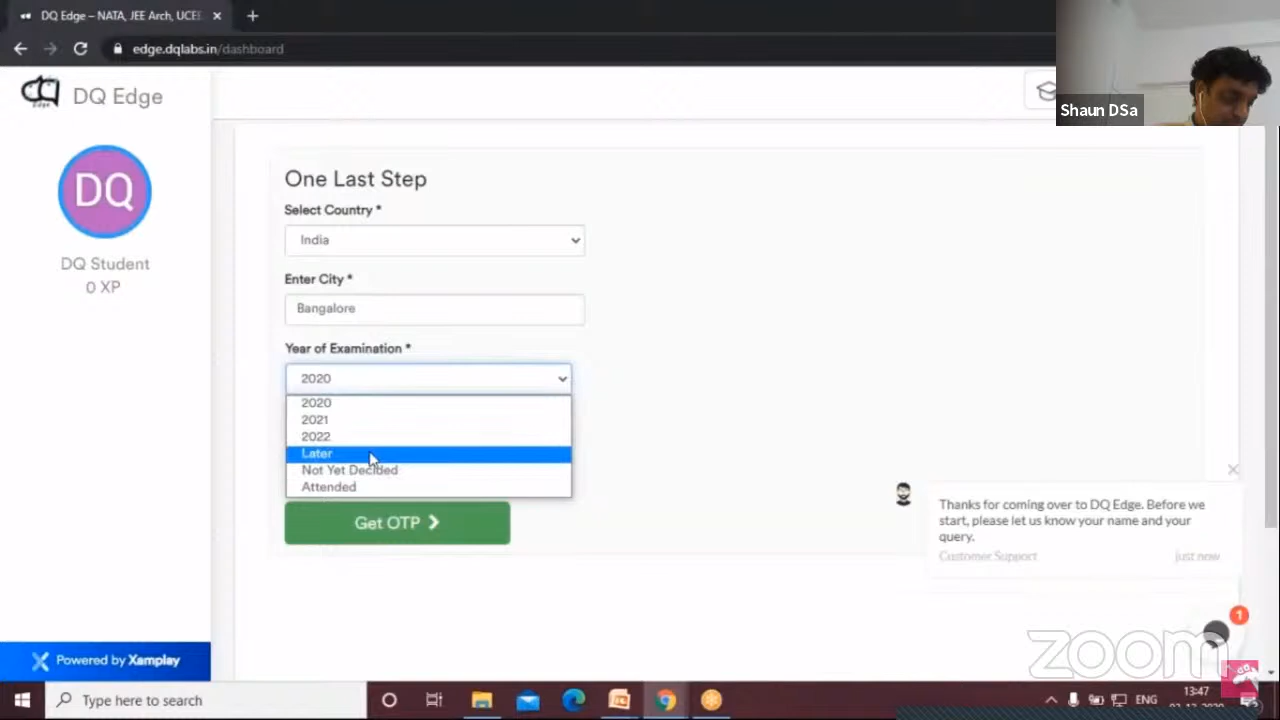 DQ Edge – NATA, JEE Arch, UCEE
edge.dqlabs.in/dashboard
Shaun DSa
DQ Edge
DQ
DQ Student
0 XP
One Last Step
Select Country *
India
Enter City *
Bangalore
Year of Examination *
2020
2020
2021
2022
Later
Not Yet Decided
Attended
Get OTP
Thanks for coming over to DQ Edge. Before we
start, please let us know your name and your
query.
Customer Support just now
1
zoom
Powered by Xamplay
Type here to search
ENG
13:47